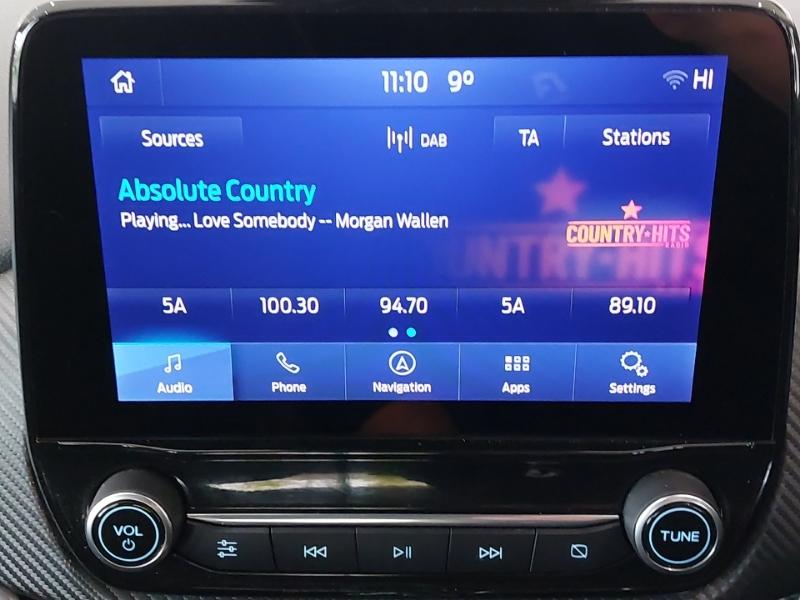 11:10 9° HI
Sources DAB TA Stations
Absolute Country
Playing... Love Somebody -- Morgan Wallen
COUNTRY★HITS
RADIO
5A 100.30 94.70 5A 89.10
Audio Phone Navigation Apps Settings
VOL TUNE